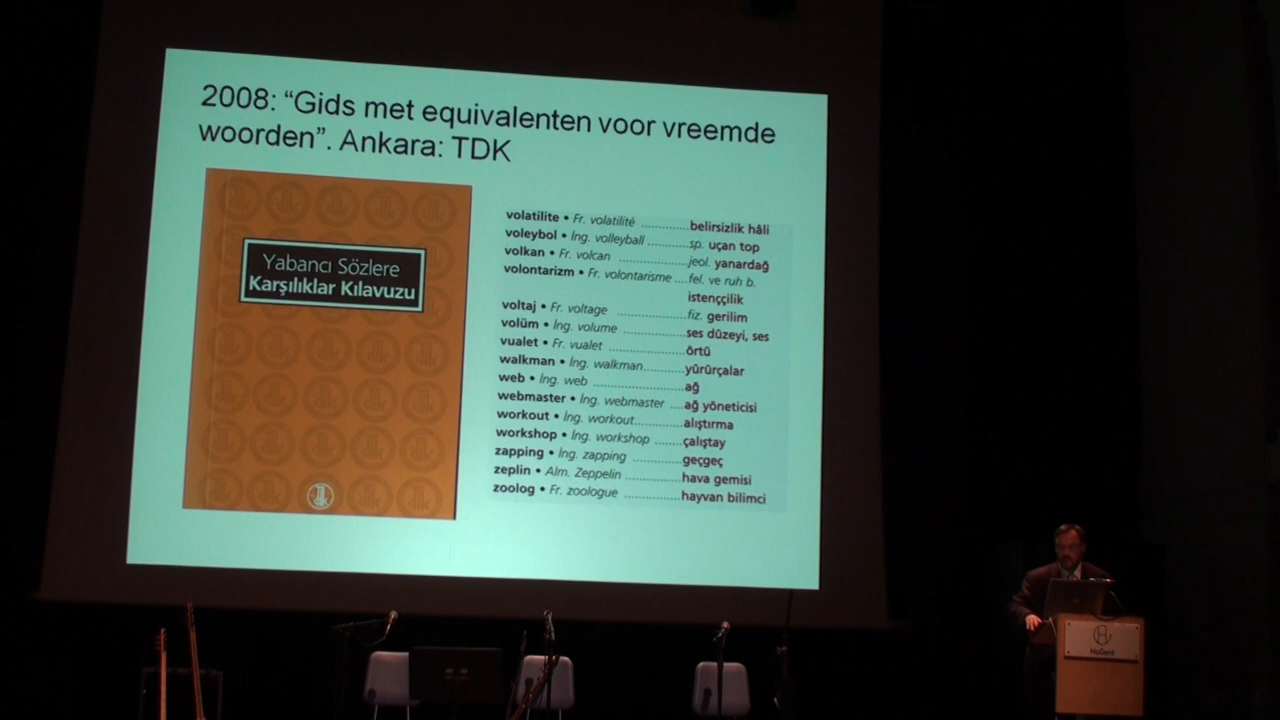 2008: “Gids met equivalenten voor vreemde
woorden”. Ankara: TDK
Yabancı Sözlere
Karşılıklar Kılavuzu
volatilite • Fr. volatilité .............belirsizlik hâli
voleybol • İng. volleyball ...........sp. uçan top
volkan • Fr. volcan ..................jeol. yanardağ
volontarizm • Fr. volontarisme ....fel. ve ruh b.
istenççilik
voltaj • Fr. voltage ...................fiz. gerilim
volüm • İng. volume ................ses düzeyi, ses
vualet • Fr. vualet ....................örtü
walkman • İng. walkman...........yürürçalar
web • İng. web ........................ağ
webmaster • İng. webmaster ....ağ yöneticisi
workout • İng. workout.............alıştırma
workshop • İng. workshop ........çalıştay
zapping • İng. zapping .............geçgeç
zeplin • Alm. Zeppelin ...............hava gemisi
zoolog • Fr. zoologue ...............hayvan bilimci
HoGent